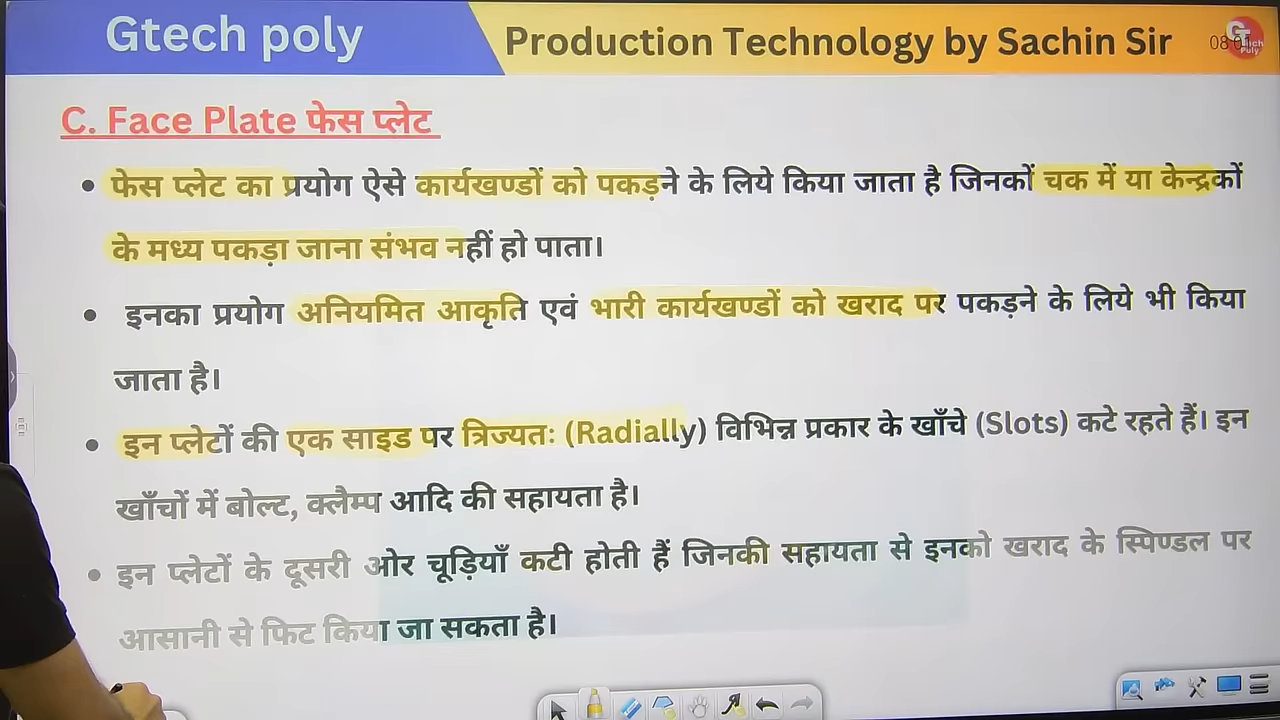 Gtech poly
Production Technology by Sachin Sir
C. Face Plate फेस प्लेट
• फेस प्लेट का प्रयोग ऐसे कार्यखण्डों को पकड़ने के लिये किया जाता है जिनकों चक में या केन्द्रकों
के मध्य पकड़ा जाना संभव नहीं हो पाता।
• इनका प्रयोग अनियमित आकृति एवं भारी कार्यखण्डों को खराद पर पकड़ने के लिये भी किया
जाता है।
• इन प्लेटों की एक साइड पर त्रिज्यतः (Radially) विभिन्न प्रकार के खाँचे (Slots) कटे रहते हैं। इन
खाँचों में बोल्ट, क्लैम्प आदि की सहायता है।
• इन प्लेटों के दूसरी ओर चूड़ियाँ कटी होती हैं जिनकी सहायता से इनको खराद के स्पिण्डल पर
आसानी से फिट किया जा सकता है।